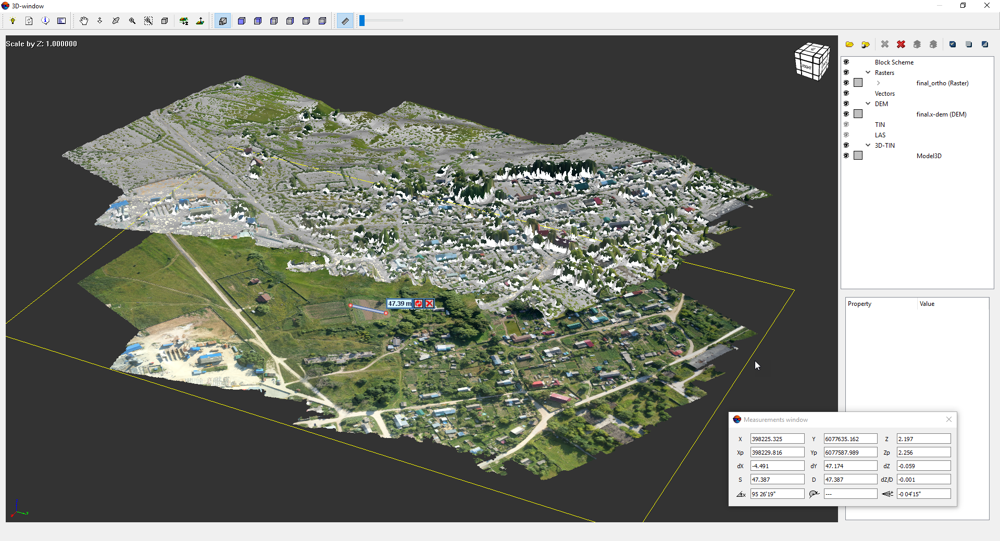 3D-window
Scale by Z: 1.000000
RIGHT
47.39 m
Block Scheme
Rasters
final_ortho (Raster)
Vectors
DEM
final.x-dem (DEM)
TIN
LAS
3D-TIN
Model3D
Property Value
Measurements window
X 398225.325 Y 6077635.162 Z 2.197
Xp 398229.816 Yp 6077587.989 Zp 2.256
dX -4.491 dY 47.174 dZ -0.059
S 47.387 D 47.387 dZ/D -0.001
x 95 26'19" --- -0 04'15"
z
y